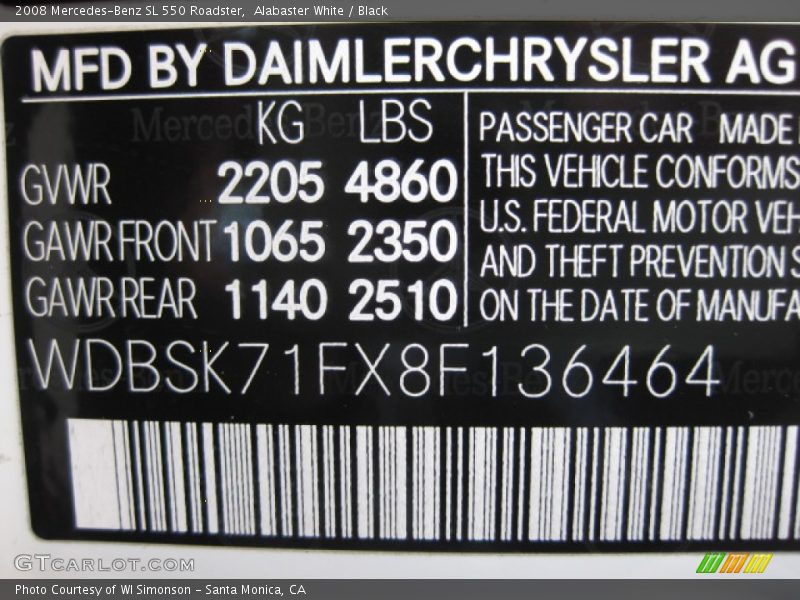 2008 Mercedes-Benz SL 550 Roadster,  Alabaster White / Black
MFD BY DAIMLERCHRYSLER AG
KG LBS
GVWR 2205 4860
GAWR FRONT 1065 2350
GAWR REAR 1140 2510
PASSENGER CAR MADE
THIS VEHICLE CONFORMS
U.S. FEDERAL MOTOR VEH
AND THEFT PREVENTION S
ON THE DATE OF MANUFA
WDBSK71FX8F136464
GTCARLOT.COM
Photo Courtesy of WI Simonson - Santa Monica, CA